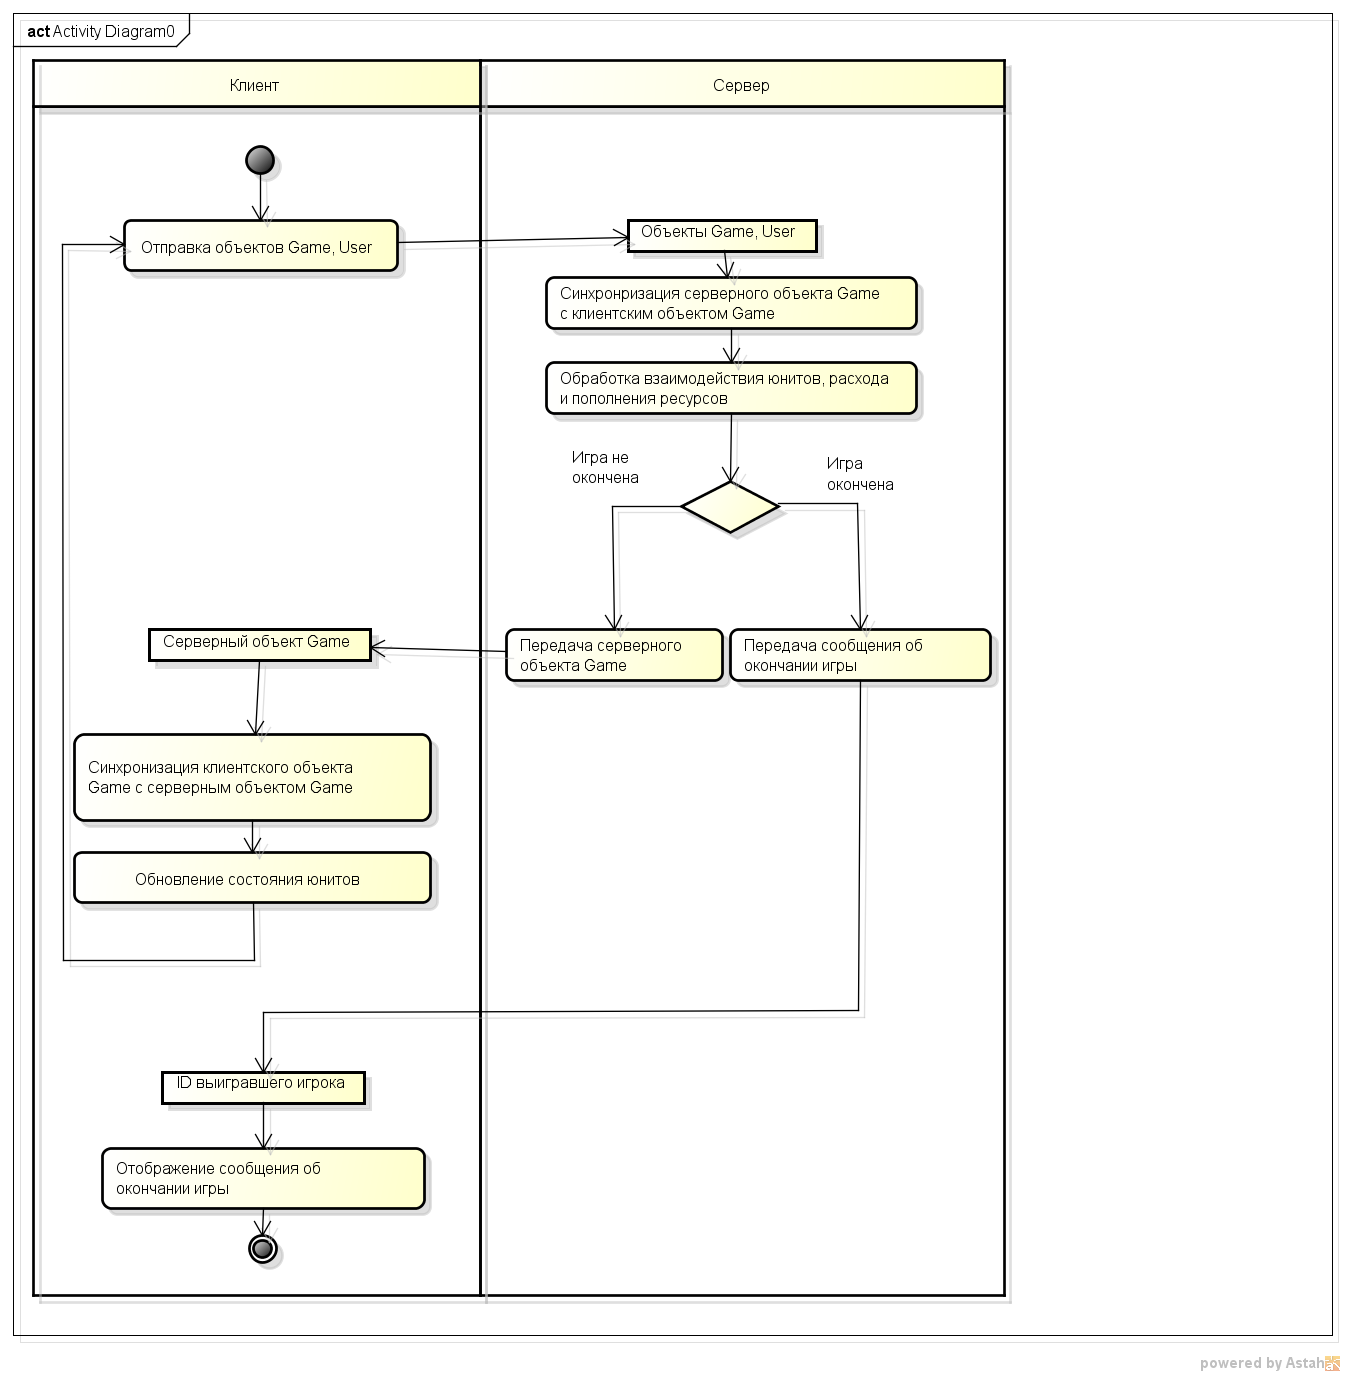 act Activity Diagram0
Клиент
Сервер
Отправка объектов Game, User
Объекты Game, User
Синхронризация серверного объекта Game
с клиентским объектом Game
Обработка взаимодействия юнитов, расхода
и пополнения ресурсов
Игра не
окончена
Игра
окончена
Серверный объект Game
Передача серверного
объекта Game
Передача сообщения об
окончании игры
Синхронизация клиентского объекта
Game с серверным объектом Game
Обновление состояния юнитов
ID выигравшего игрока
Отображение сообщения об
окончании игры
powered by Astah